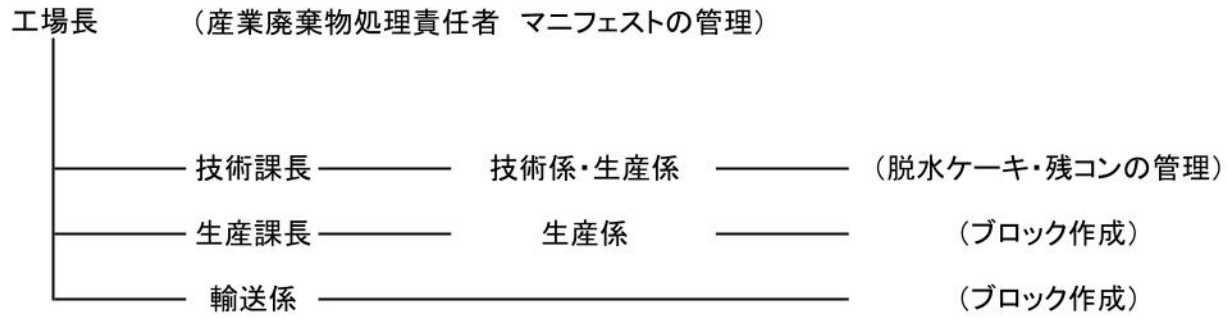 工場長 （産業廃棄物処理責任者 マニフェストの管理）
技術課長 技術係・生産係 （脱水ケーキ・残コンの管理）
生産課長 生産係 （ブロック作成）
輸送係 （ブロック作成）